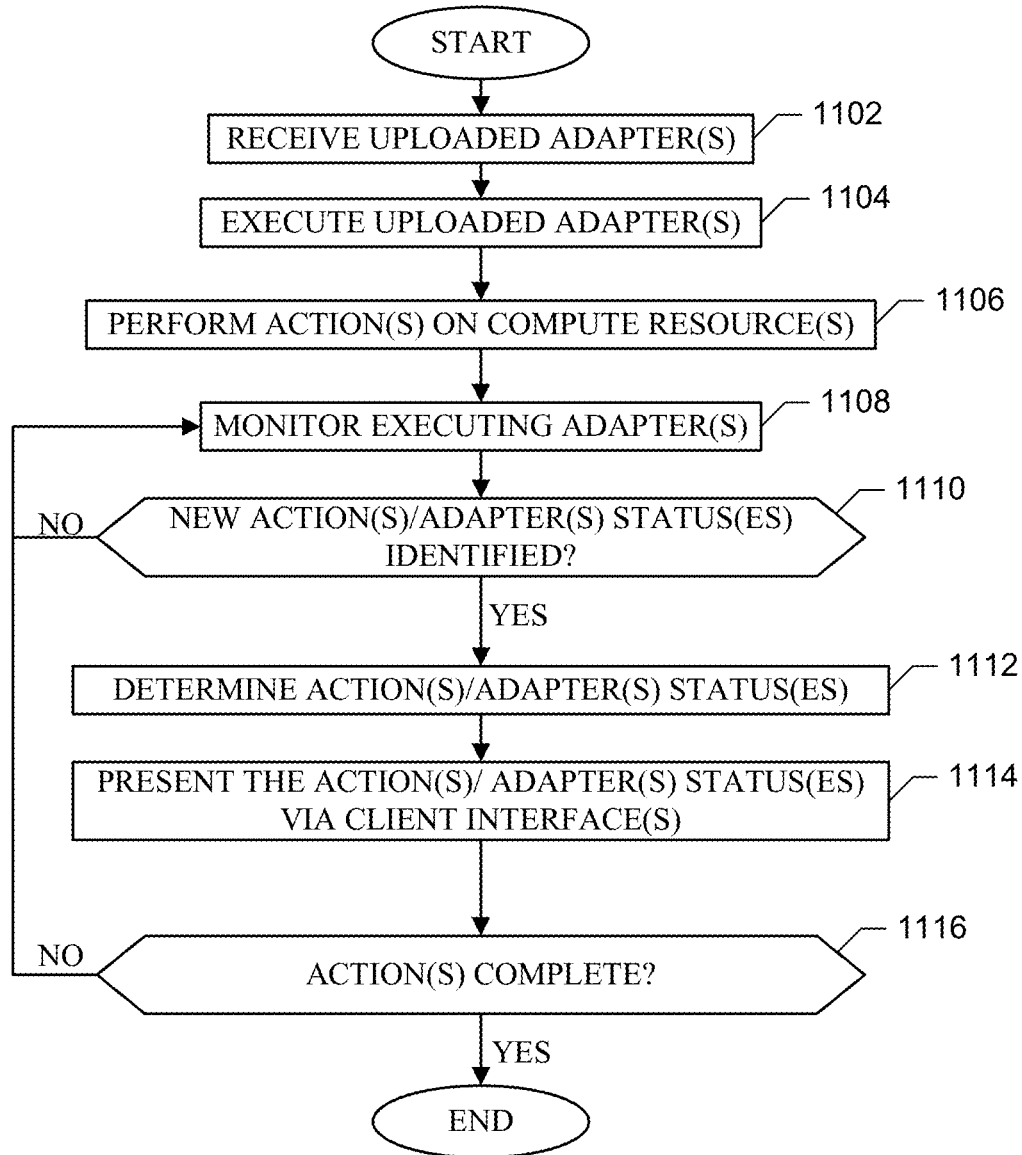 START
RECEIVE UPLOADED ADAPTER(S)
1102
EXECUTE UPLOADED ADAPTER(S)
1104
PERFORM ACTION(S) ON COMPUTE RESOURCE(S)
1106
MONITOR EXECUTING ADAPTER(S)
1108
NEW ACTION(S)/ADAPTER(S) STATUS(ES)
IDENTIFIED?
1110
NO
YES
DETERMINE ACTION(S)/ADAPTER(S) STATUS(ES)
1112
PRESENT THE ACTION(S)/ ADAPTER(S) STATUS(ES)
VIA CLIENT INTERFACE(S)
1114
ACTION(S) COMPLETE?
1116
NO
YES
END